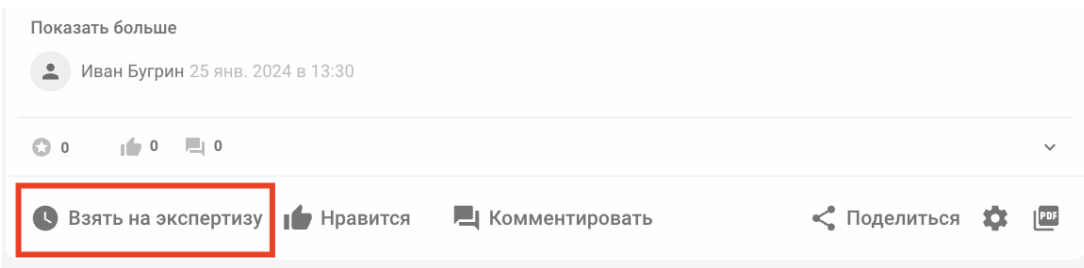 Показать больше
Иван Бугрин 25 янв. 2024 в 13:30
0 0 0
Взять на экспертизу Нравится Комментировать Поделиться PDF